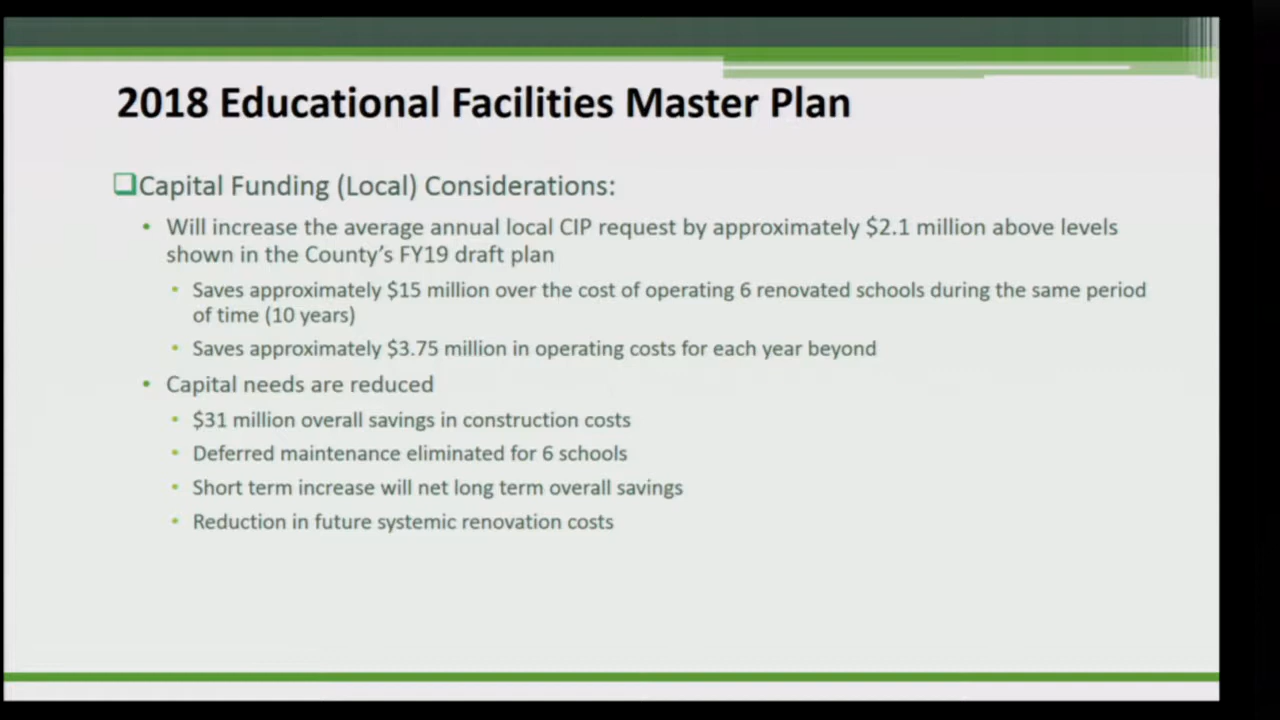 2018 Educational Facilities Master Plan
❑Capital Funding (Local) Considerations:
• Will increase the average annual local CIP request by approximately $2.1 million above levels
shown in the County's FY19 draft plan
• Saves approximately $15 million over the cost of operating 6 renovated schools during the same period
of time (10 years)
• Saves approximately $3.75 million in operating costs for each year beyond
• Capital needs are reduced
• $31 million overall savings in construction costs
• Deferred maintenance eliminated for 6 schools
• Short term increase will net long term overall savings
• Reduction in future systemic renovation costs